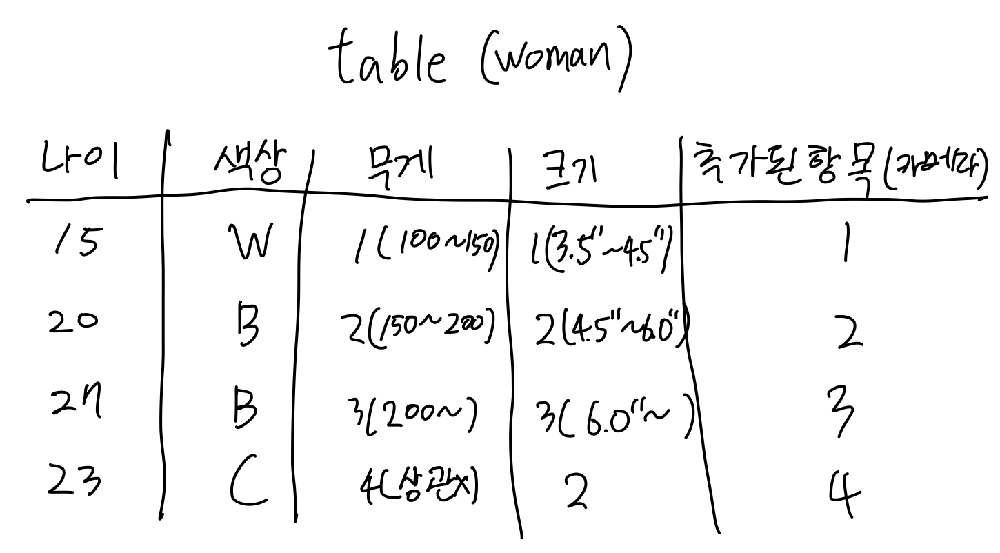 table (woman)
나이 색상 무게 크기 추가된 항목 (카메라)
15 W 1 (100~150) 1 (3.5"~4.5") 1
20 B 2 (150~200) 2 (4.5"~6.0") 2
27 B 3 (200~) 3 (6.0"~ ) 3
23 C 4 (상관x) 2 4